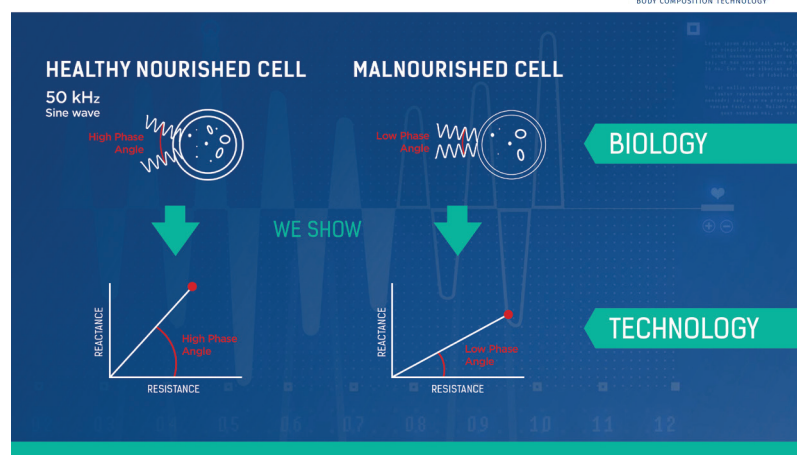 BODY COMPOSITION TECHNOLOGY
HEALTHY NOURISHED CELL
50 kHz
Sine wave
High Phase
Angle
MALNOURISHED CELL
Low Phase
Angle
BIOLOGY
WE SHOW
REACTANCE
High Phase
Angle
RESISTANCE
REACTANCE
Low Phase
Angle
RESISTANCE
TECHNOLOGY
05 06 07 08 09 10 11 12